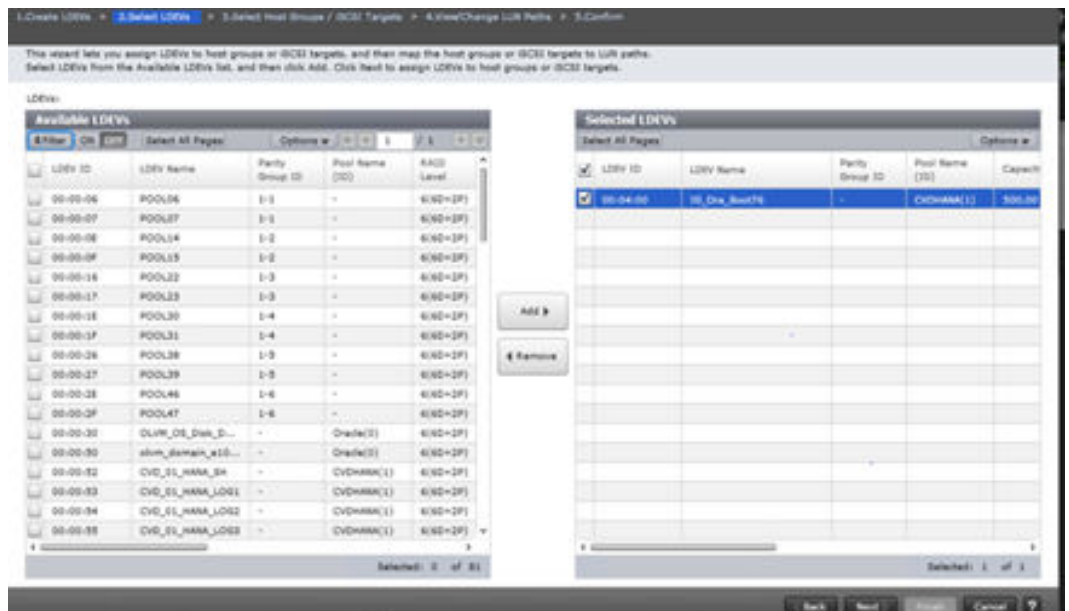 1.Create LDEVs > 2.Select LDEVs > 3.Select Host Groups / iSCSI Targets > 4.View/Change LUN Paths > 5.Confirm
This wizard lets you assign LDEVs to host groups or iSCSI targets, and then map the host groups or iSCSI targets to LUN paths.
Select LDEVs from the Available LDEVs list, and then click Add. Click Next to assign LDEVs to host groups or iSCSI targets.
LDEVs:
Available LDEVs
Filter ON OFF Select All Pages Options 1 / 1
LDEV ID LDEV Name Parity Group ID Pool Name (ID) RAID Level
00:00:06 POOL06 1-1 - 6(6D+2P)
00:00:07 POOL07 1-1 - 6(6D+2P)
00:00:0E POOL14 1-2 - 6(6D+2P)
00:00:0F POOL15 1-2 - 6(6D+2P)
00:00:16 POOL22 1-3 - 6(6D+2P)
00:00:17 POOL23 1-3 - 6(6D+2P)
00:00:1E POOL30 1-4 - 6(6D+2P)
00:00:1F POOL31 1-4 - 6(6D+2P)
00:00:26 POOL38 1-5 - 6(6D+2P)
00:00:27 POOL39 1-5 - 6(6D+2P)
00:00:2E POOL46 1-6 - 6(6D+2P)
00:00:2F POOL47 1-6 - 6(6D+2P)
00:00:30 OLVM_OS_Disk_D... - Oracle(0) 6(6D+2P)
00:00:50 olvm_domain_e10... - Oracle(0) 6(6D+2P)
00:00:52 CVD_01_HANA_SH - CVDHANA(1) 6(6D+2P)
00:00:53 CVD_01_HANA_LOG1 - CVDHANA(1) 6(6D+2P)
00:00:54 CVD_01_HANA_LOG2 - CVDHANA(1) 6(6D+2P)
00:00:55 CVD_01_HANA_LOG3 - CVDHANA(1) 6(6D+2P)
Selected: 0 of 81
Add
Remove
Selected LDEVs
Select All Pages Options
LDEV ID LDEV Name Parity Group ID Pool Name (ID) Capacit
00:04:00 - CVDHANA(1) 500.00
Selected: 1 of 1
Back Next Finish Cancel ?